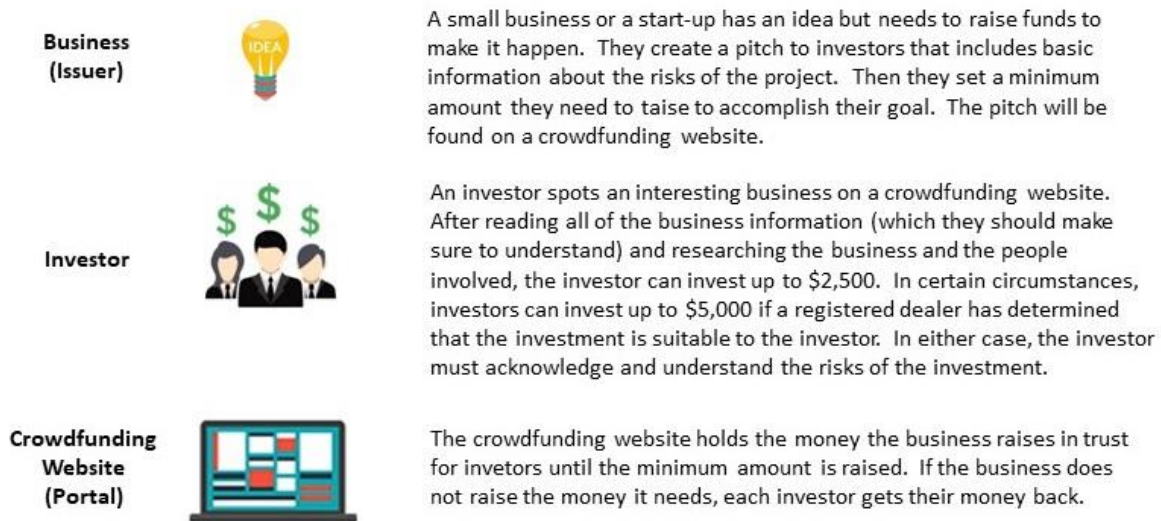 Business
(Issuer)
IDEA
A small business or a start-up has an idea but needs to raise funds to
make it happen. They create a pitch to investors that includes basic
information about the risks of the project. Then they set a minimum
amount they need to taise to accomplish their goal. The pitch will be
found on a crowdfunding website.
Investor
$ $ $
An investor spots an interesting business on a crowdfunding website.
After reading all of the business information (which they should make
sure to understand) and researching the business and the people
involved, the investor can invest up to $2,500. In certain circumstances,
investors can invest up to $5,000 if a registered dealer has determined
that the investment is suitable to the investor. In either case, the investor
must acknowledge and understand the risks of the investment.
Crowdfunding
Website
(Portal)
The crowdfunding website holds the money the business raises in trust
for invetors until the minimum amount is raised. If the business does
not raise the money it needs, each investor gets their money back.